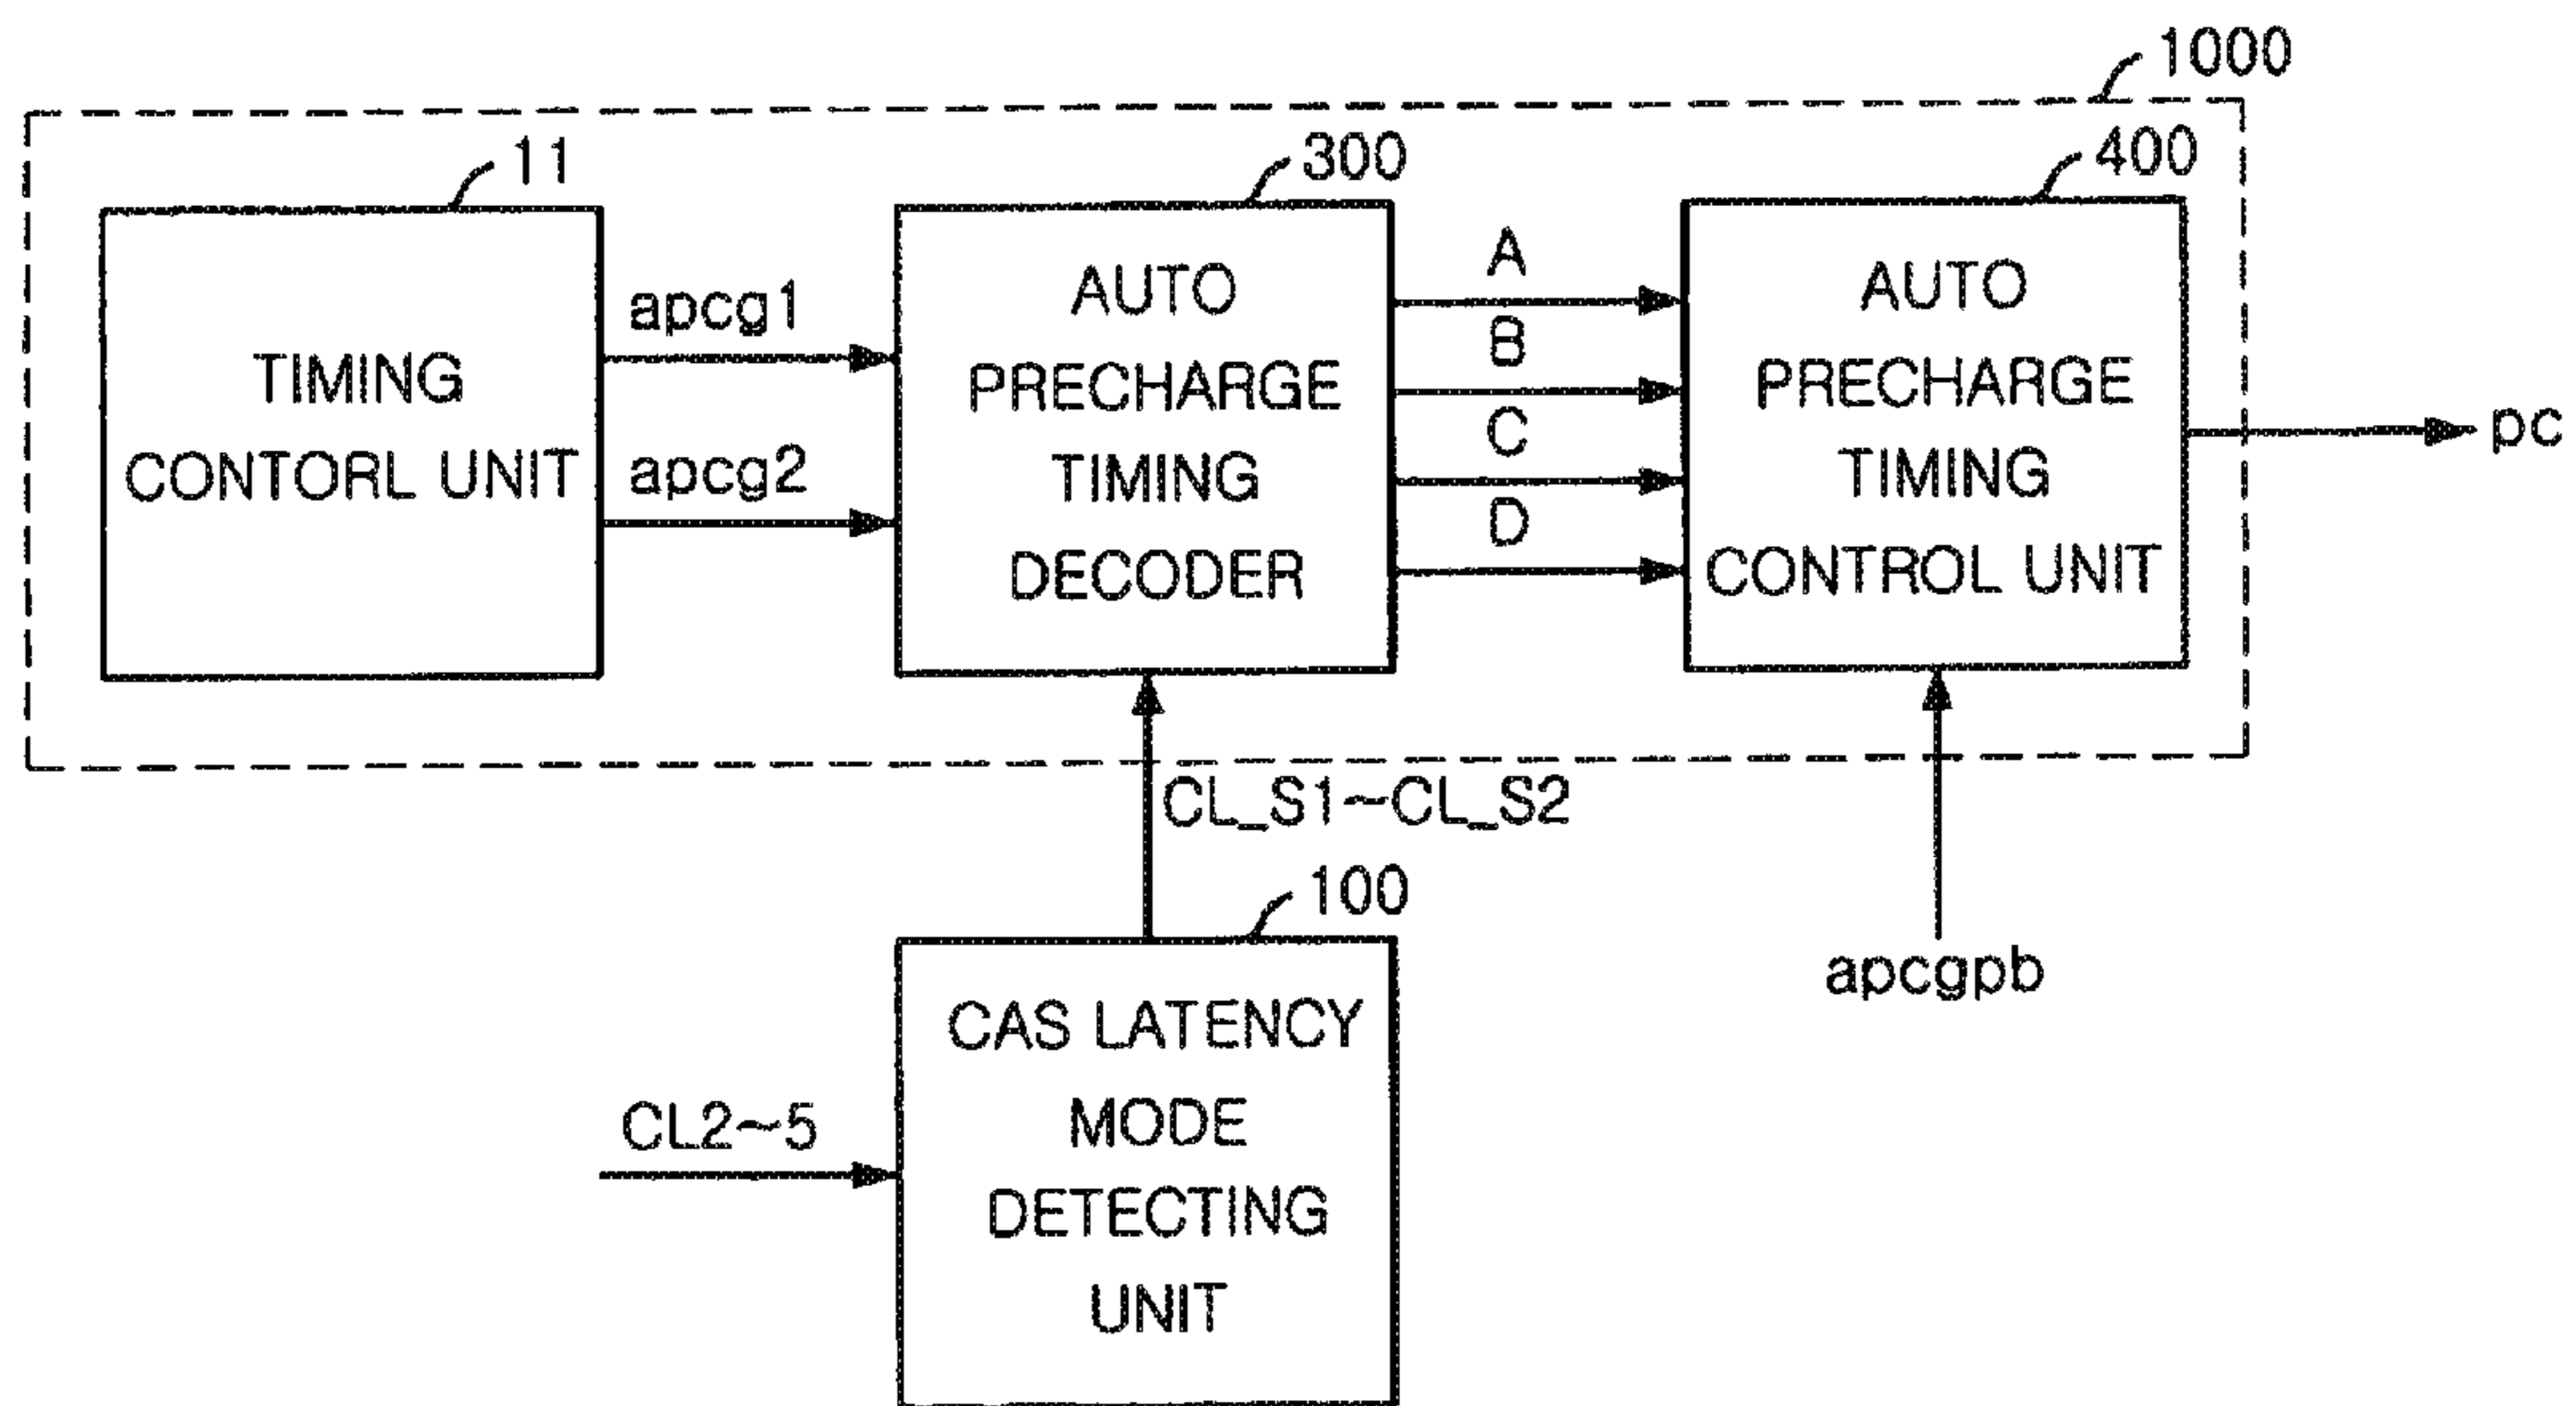 1000
11
300
400
TIMING
CONTORL UNIT
apcg1
apcg2
AUTO
PRECHARGE
TIMING
DECODER
A
B
C
D
AUTO
PRECHARGE
TIMING
CONTROL UNIT
pc
CL_S1~CL_S2
apcgpb
100
CL2~5
CAS LATENCY
MODE
DETECTING
UNIT